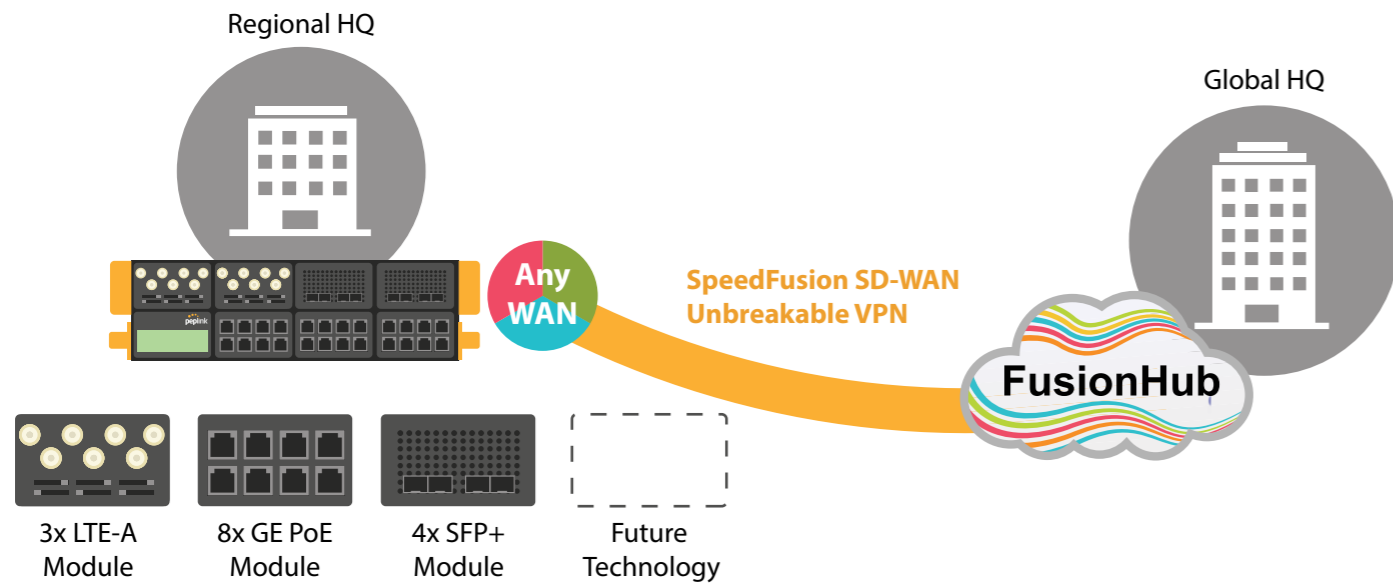 Regional HQ
Global HQ
peplink
Any
WAN
SpeedFusion SD-WAN
Unbreakable VPN
FusionHub
3x LTE-A
Module
8x GE PoE
Module
4x SFP+
Module
Future
Technology